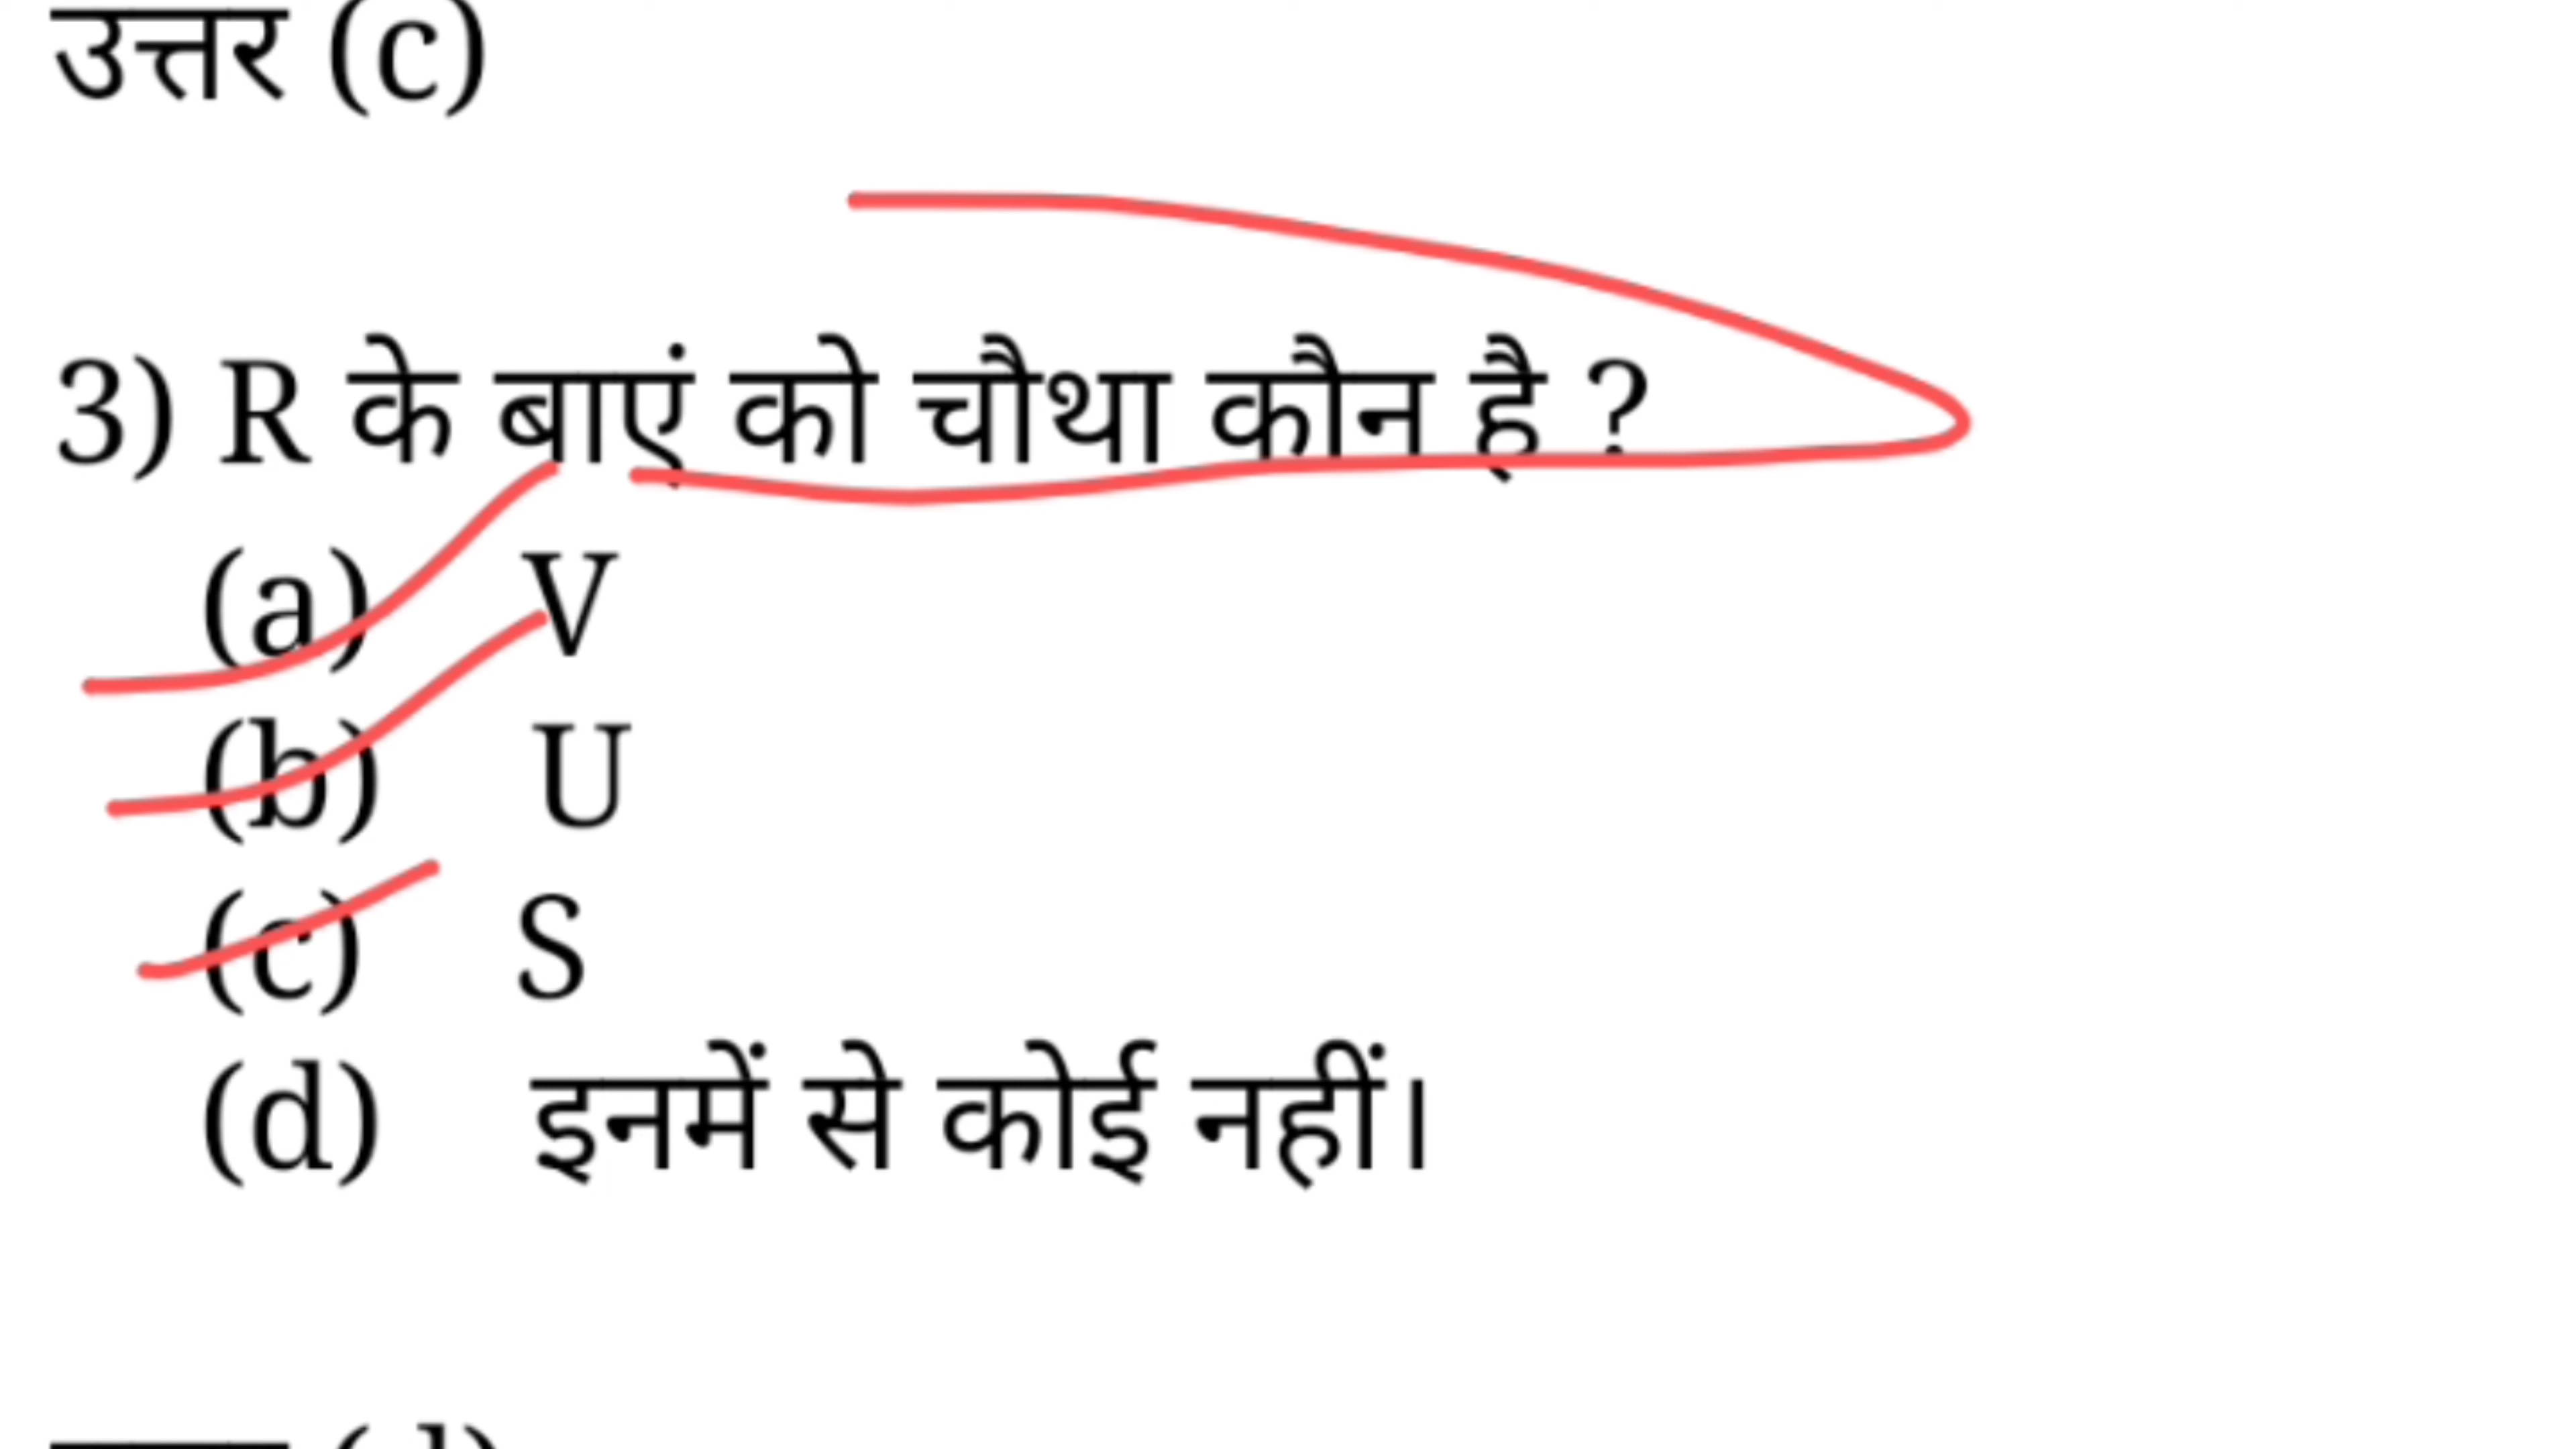 उत्तर (c)
3) R के बाएं को चौथा कौन है ?
(a) V
(b) U
(c) S
(d) इनमें से कोई नहीं।